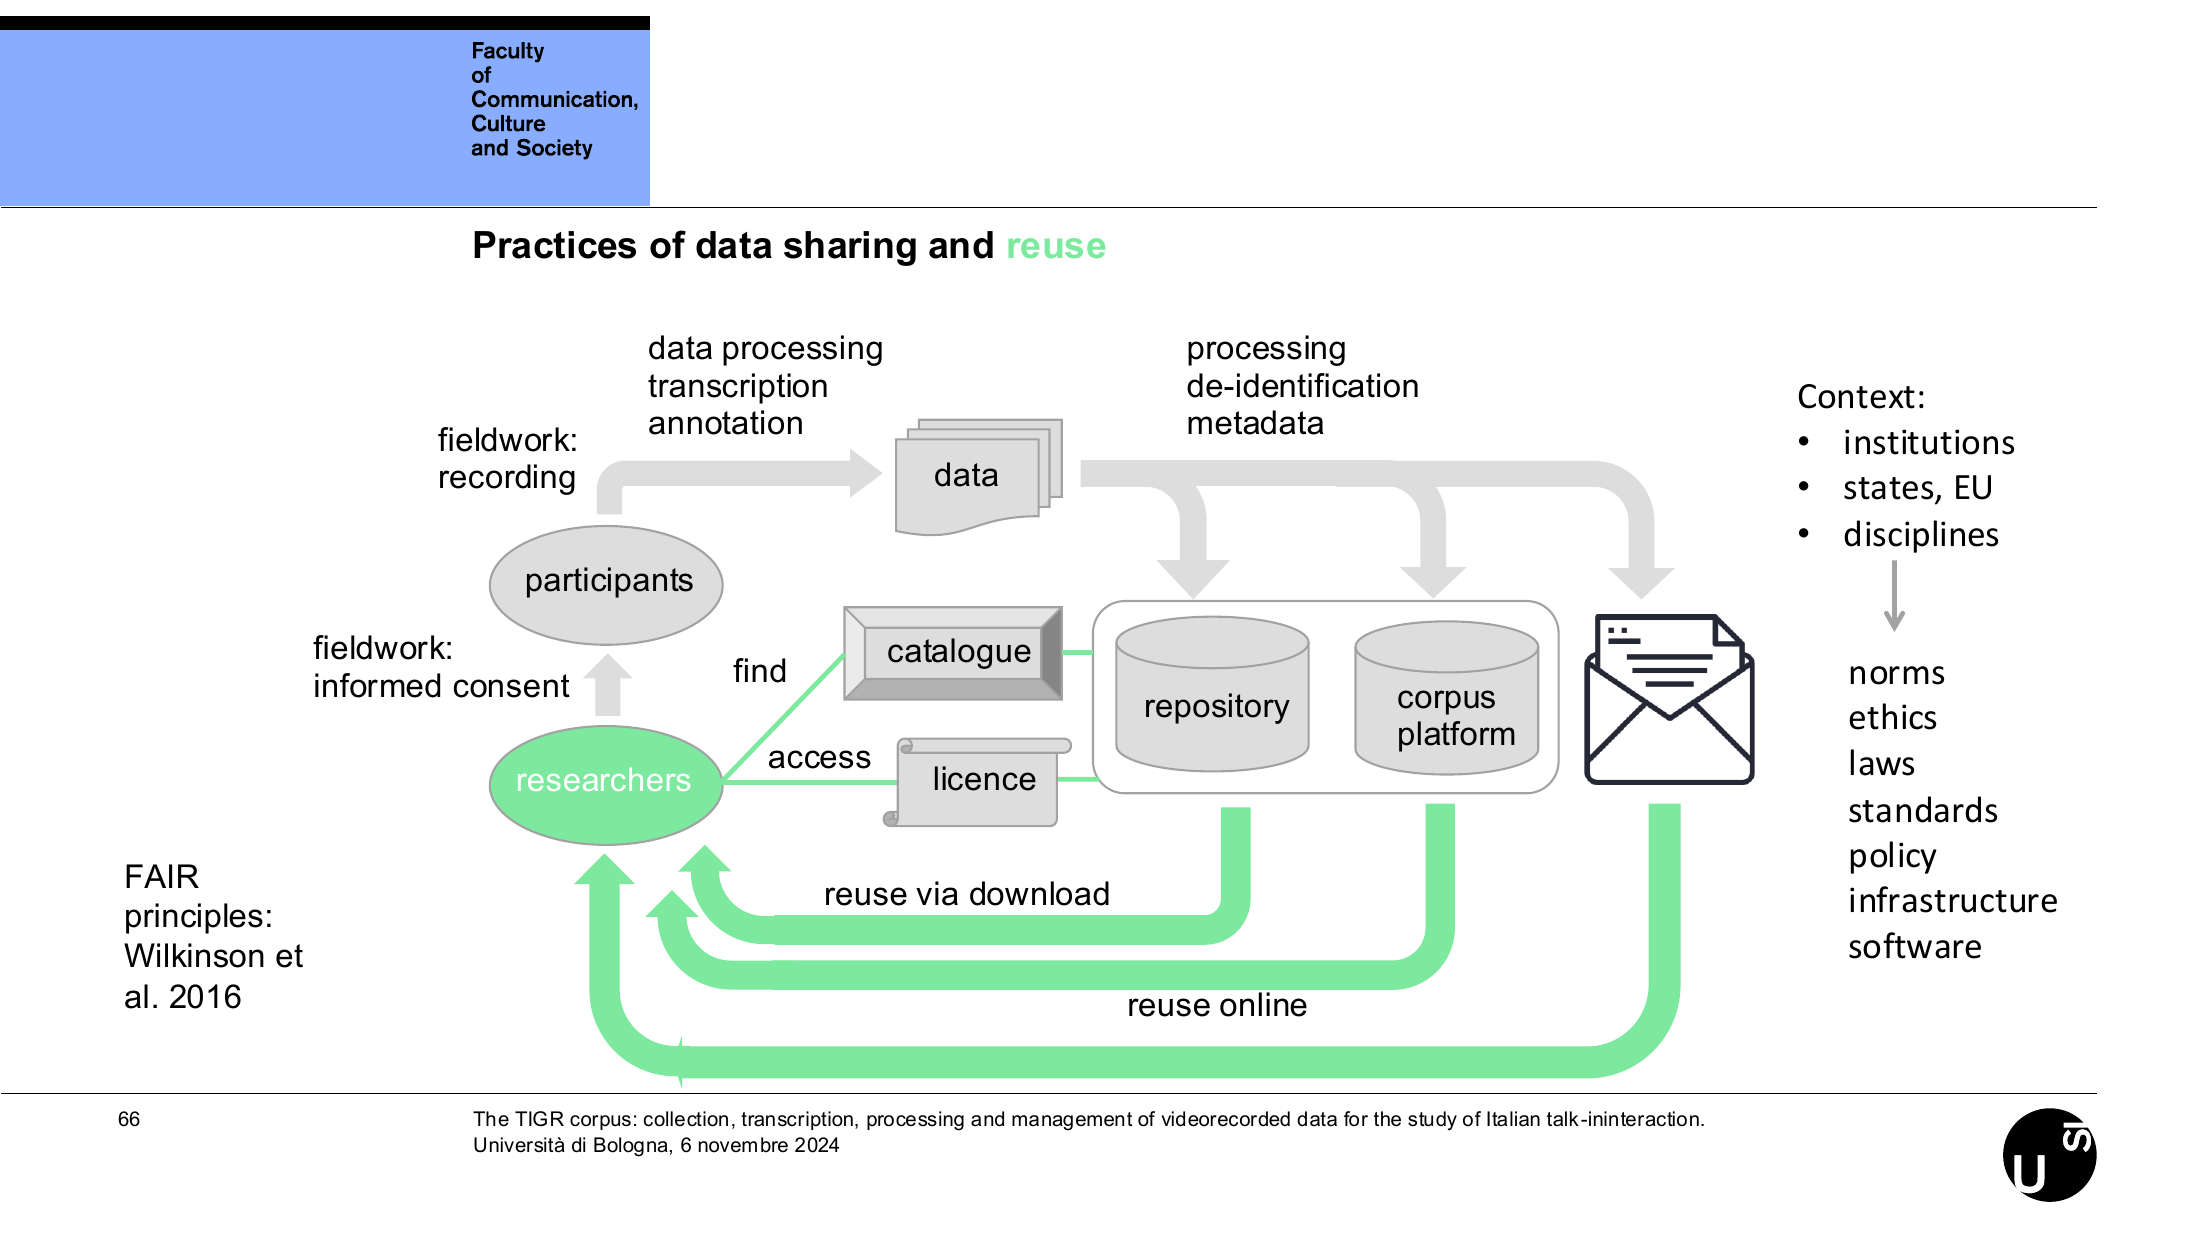 Faculty
of
Communication,
Culture
and Society
Practices of data sharing and reuse
data processing
transcription
annotation
processing
de-identification
metadata
fieldwork:
recording
data
participants
fieldwork:
informed consent
find
catalogue
access
licence
researchers
repository
corpus
platform
reuse via download
reuse online
Context:
• institutions
• states, EU
• disciplines
norms
ethics
laws
standards
policy
infrastructure
software
FAIR
principles:
Wilkinson et
al. 2016
66
The TIGR corpus: collection, transcription, processing and management of videorecorded data for the study of Italian talk-ininteraction.
Università di Bologna, 6 novembre 2024
U
SI